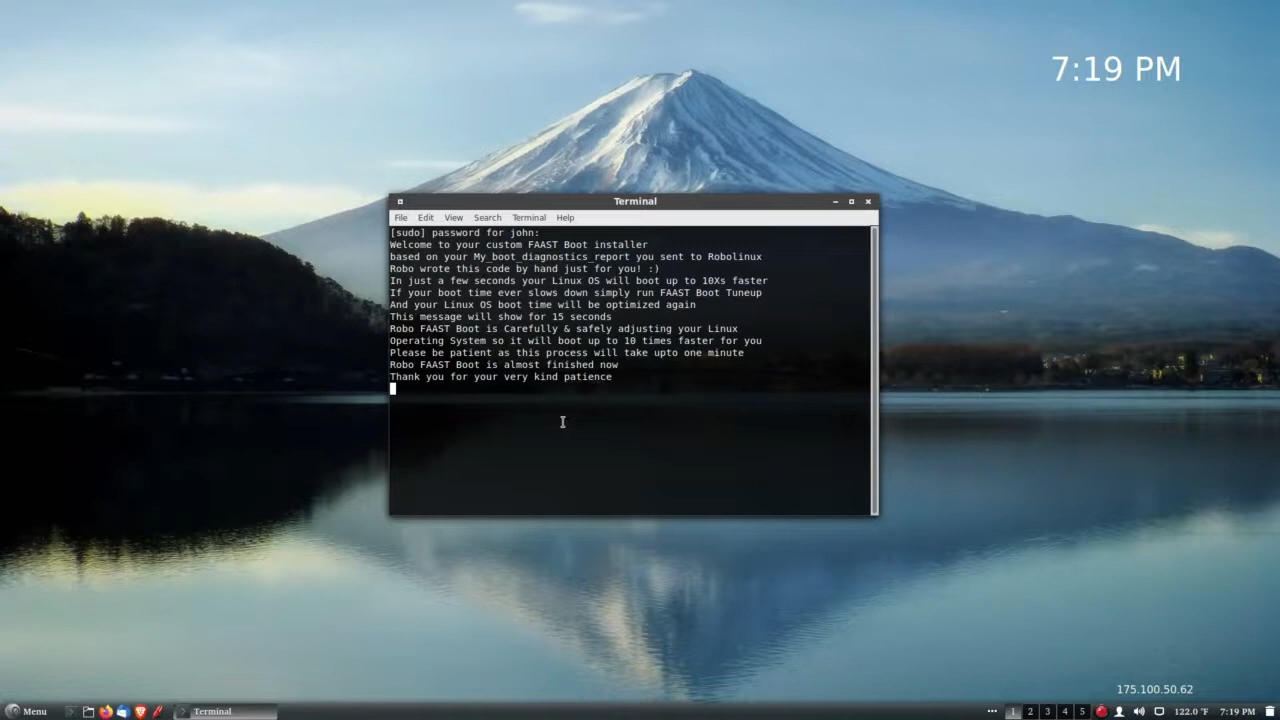 7:19 PM
Terminal
File Edit View Search Terminal Help
[sudo] password for john:
Welcome to your custom FAAST Boot installer
based on your My_boot_diagnostics_report you sent to Robolinux
Robo wrote this code by hand just for you! :)
In just a few seconds your Linux OS will boot up to 10Xs faster
If your boot time ever slows down simply run FAAST Boot Tuneup
And your Linux OS boot time will be optimized again
This message will show for 15 seconds
Robo FAAST Boot is Carefully & safely adjusting your Linux
Operating System so it will boot up to 10 times faster for you
Please be patient as this process will take upto one minute
Robo FAAST Boot is almost finished now
Thank you for your very kind patience
175.100.50.62
Menu Terminal 1 2 3 4 5 122.0 °F 7:19 PM